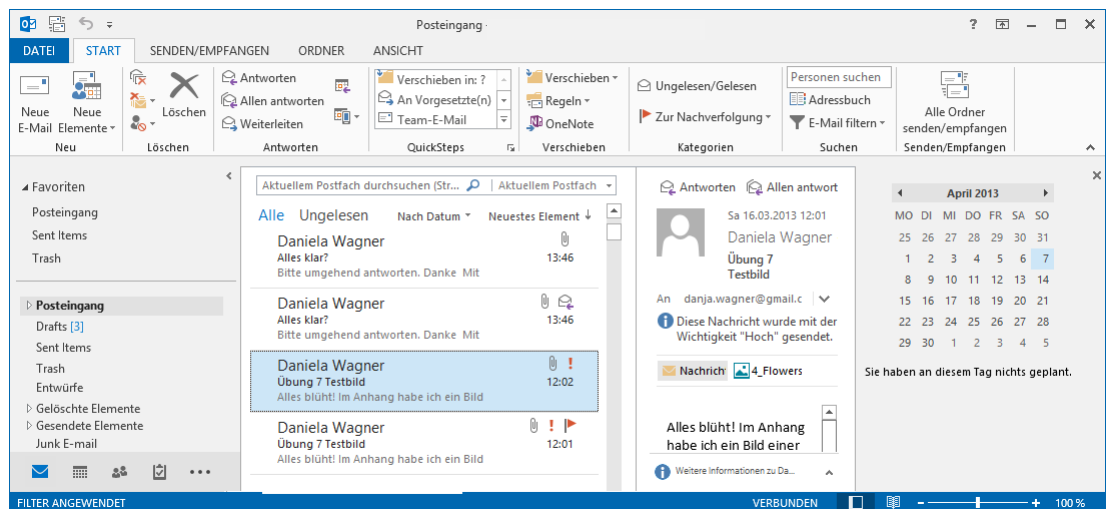 Posteingang -
?
DATEI START SENDEN/EMPFANGEN ORDNER ANSICHT
Neue E-Mail
Neue Elemente
Neu
Löschen
Löschen
Antworten
Allen antworten
Weiterleiten
Antworten
Verschieben in: ?
An Vorgesetzte(n)
Team-E-Mail
QuickSteps
Verschieben
Regeln
OneNote
Verschieben
Ungelesen/Gelesen
Zur Nachverfolgung
Kategorien
Personen suchen
Adressbuch
E-Mail filtern
Suchen
Alle Ordner
senden/empfangen
Senden/Empfangen
Favoriten
Posteingang
Sent Items
Trash
Posteingang
Drafts [3]
Sent Items
Trash
Entwürfe
Gelöschte Elemente
Gesendete Elemente
Junk E-mail
Aktuellem Postfach durchsuchen (Str... Aktuellem Postfach
Alle Ungelesen Nach Datum Neuestes Element ↓
Daniela Wagner
Alles klar? 13:46
Bitte umgehend antworten. Danke Mit
Daniela Wagner
Alles klar? 13:46
Bitte umgehend antworten. Danke Mit
Daniela Wagner
Übung 7 Testbild 12:02
Alles blüht! Im Anhang habe ich ein Bild
Daniela Wagner
Übung 7 Testbild 12:01
Alles blüht! Im Anhang habe ich ein Bild
Antworten Allen antwort
Sa 16.03.2013 12:01
Daniela Wagner
Übung 7
Testbild
An danja.wagner@gmail.c
Diese Nachricht wurde mit der
Wichtigkeit "Hoch" gesendet.
Nachrich 4_Flowers
Alles blüht! Im Anhang
habe ich ein Bild einer
Weitere Informationen zu Da...
April 2013
MO DI MI DO FR SA SO
25 26 27 28 29 30 31
1 2 3 4 5 6 7
8 9 10 11 12 13 14
15 16 17 18 19 20 21
22 23 24 25 26 27 28
29 30 1 2 3 4 5
Sie haben an diesem Tag nichts geplant.
FILTER ANGEWENDET VERBUNDEN 100 %